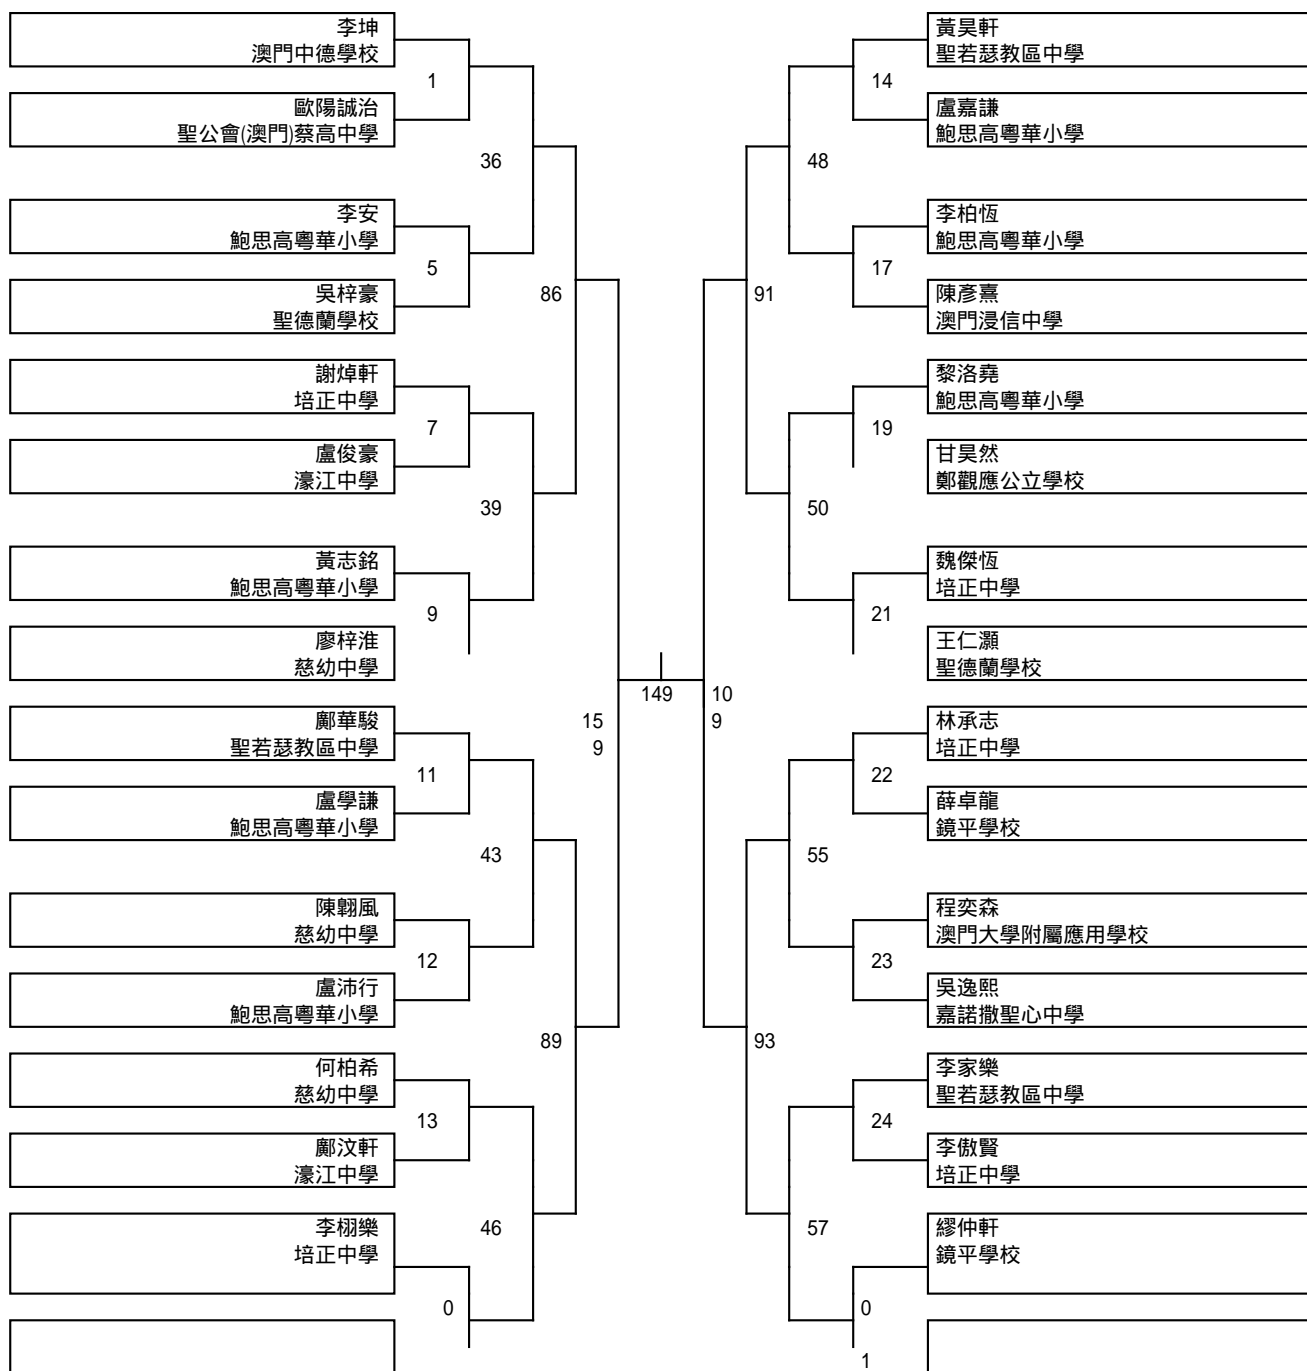 李坤
澳門中德學校
1
歐陽誠治
聖公會(澳門)蔡高中學
36
李安
鮑思高粵華小學
5
吳梓豪
聖德蘭學校
86
謝焯軒
培正中學
7
盧俊豪
濠江中學
39
黃志銘
鮑思高粵華小學
9
廖梓淮
慈幼中學
15
9
鄺華駿
聖若瑟教區中學
11
盧學謙
鮑思高粵華小學
43
陳翺風
慈幼中學
12
盧沛行
鮑思高粵華小學
89
何柏希
慈幼中學
13
鄺汶軒
濠江中學
46
李栩樂
培正中學
0
149
黃昊軒
聖若瑟教區中學
14
盧嘉謙
鮑思高粵華小學
48
李柏恆
鮑思高粵華小學
17
陳彥熹
澳門浸信中學
91
黎洛堯
鮑思高粵華小學
19
甘昊然
鄭觀應公立學校
50
魏傑恆
培正中學
21
王仁灝
聖德蘭學校
10
9
林承志
培正中學
22
薛卓龍
鏡平學校
55
程奕森
澳門大學附屬應用學校
23
吳逸熙
嘉諾撒聖心中學
93
李家樂
聖若瑟教區中學
24
李傲賢
培正中學
57
繆仲軒
鏡平學校
0
1